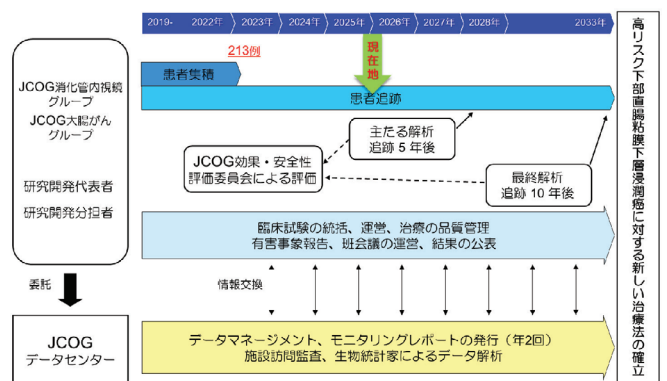 2019-
2022年
2023年
2024年
2025年
2026年
2027年
2028年
2033年
213例
現在地
患者集積
患者追跡
JCOG消化管内視鏡
グループ
JCOG大腸がん
グループ
研究開発代表者
研究開発分担者
主たる解析
追跡 5 年後
JCOG効果・安全性
評価委員会による評価
最終解析
追跡 10 年後
臨床試験の統括、運営、治療の品質管理
有害事象報告、班会議の運営、結果の公表
委託
情報交換
JCOG
データセンター
データマネージメント、モニタリングレポートの発行（年2回）
施設訪問監査、生物統計家によるデータ解析
高リスク下部直腸粘膜下層浸潤癌に対する新しい治療法の確立